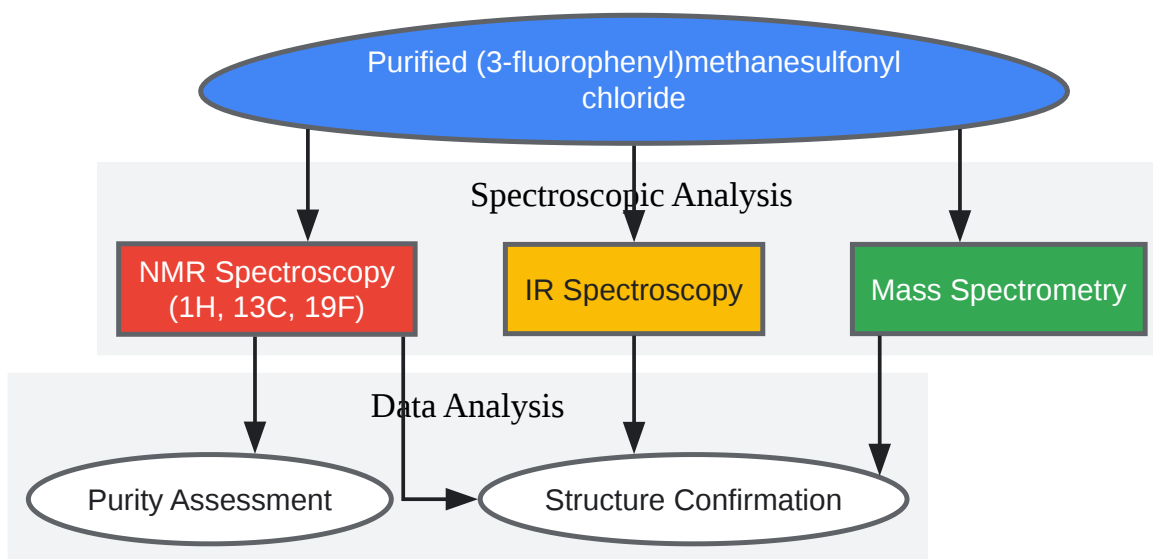 Purified (3-fluorophenyl)methanesulfonyl
chloride
Spectroscopic Analysis
NMR Spectroscopy
(1H, 13C, 19F)
IR Spectroscopy
Mass Spectrometry
Data Analysis
Purity Assessment
Structure Confirmation